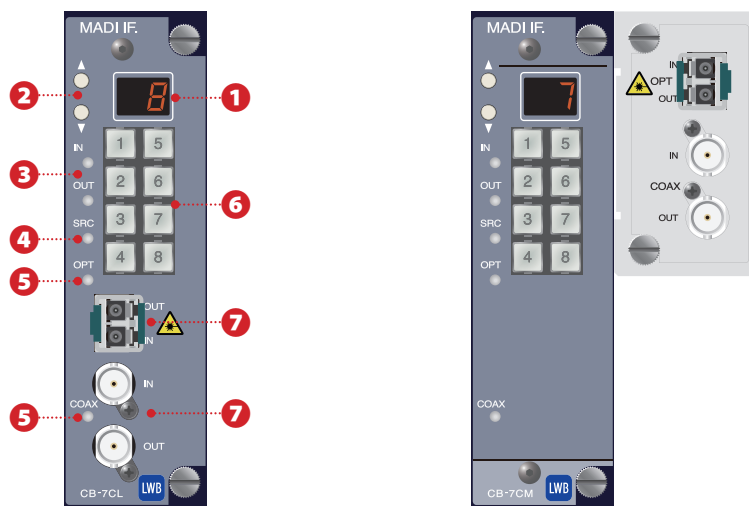 MADI IF.
8
1
2
1
5
IN
3
OUT
2
6
6
SRC
4
3
7
OPT
5
4
8
OUT
7
IN
IN
COAX
5
7
OUT
CB-7CL
LWB
MADI IF.
7
IN
1
5
OUT
2
6
SRC
3
7
OPT
4
8
COAX
CB-7CM
LWB
IN
OPT
OUT
IN
COAX
OUT